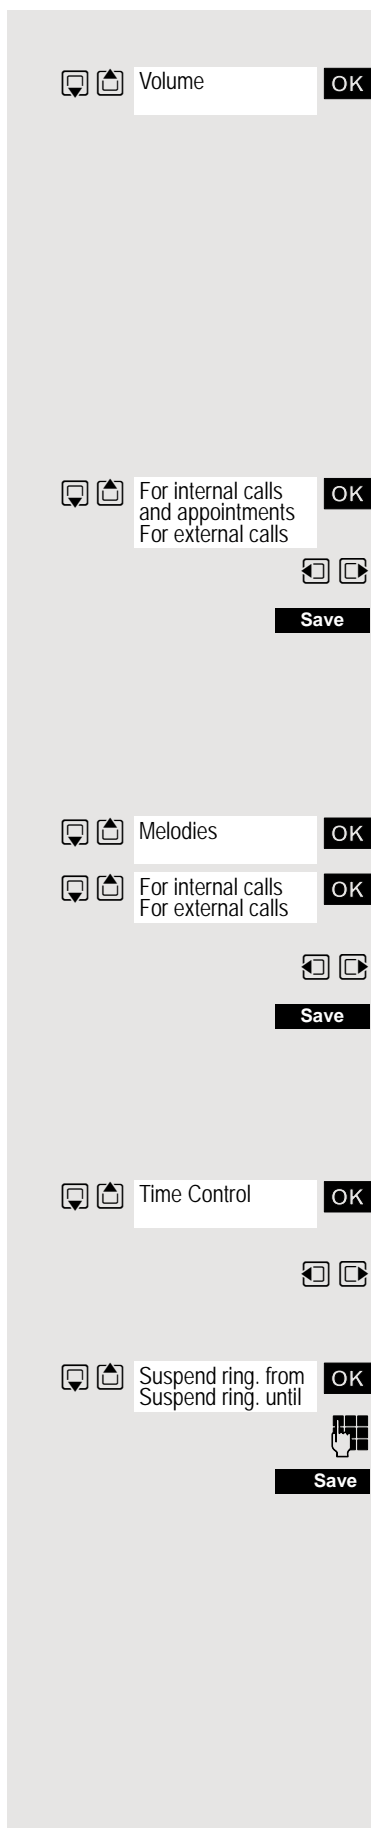 Volume OK
For internal calls OK
and appointments
For external calls
Save
Melodies OK
For internal calls OK
For external calls
Save
Time Control OK
Suspend ring. from OK
Suspend ring. until
Save